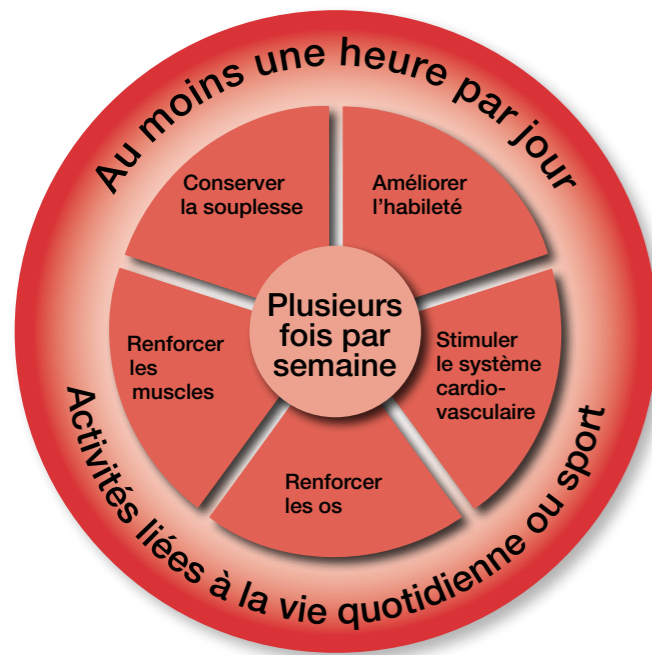 Au moins une heure par jour
Conserver
la souplesse
Améliorer
l'habileté
Plusieurs
fois par
semaine
Renforcer
les
muscles
Stimuler
le système
cardio-
vasculaire
Renforcer
les os
Activités liées à la vie quotidienne ou sport